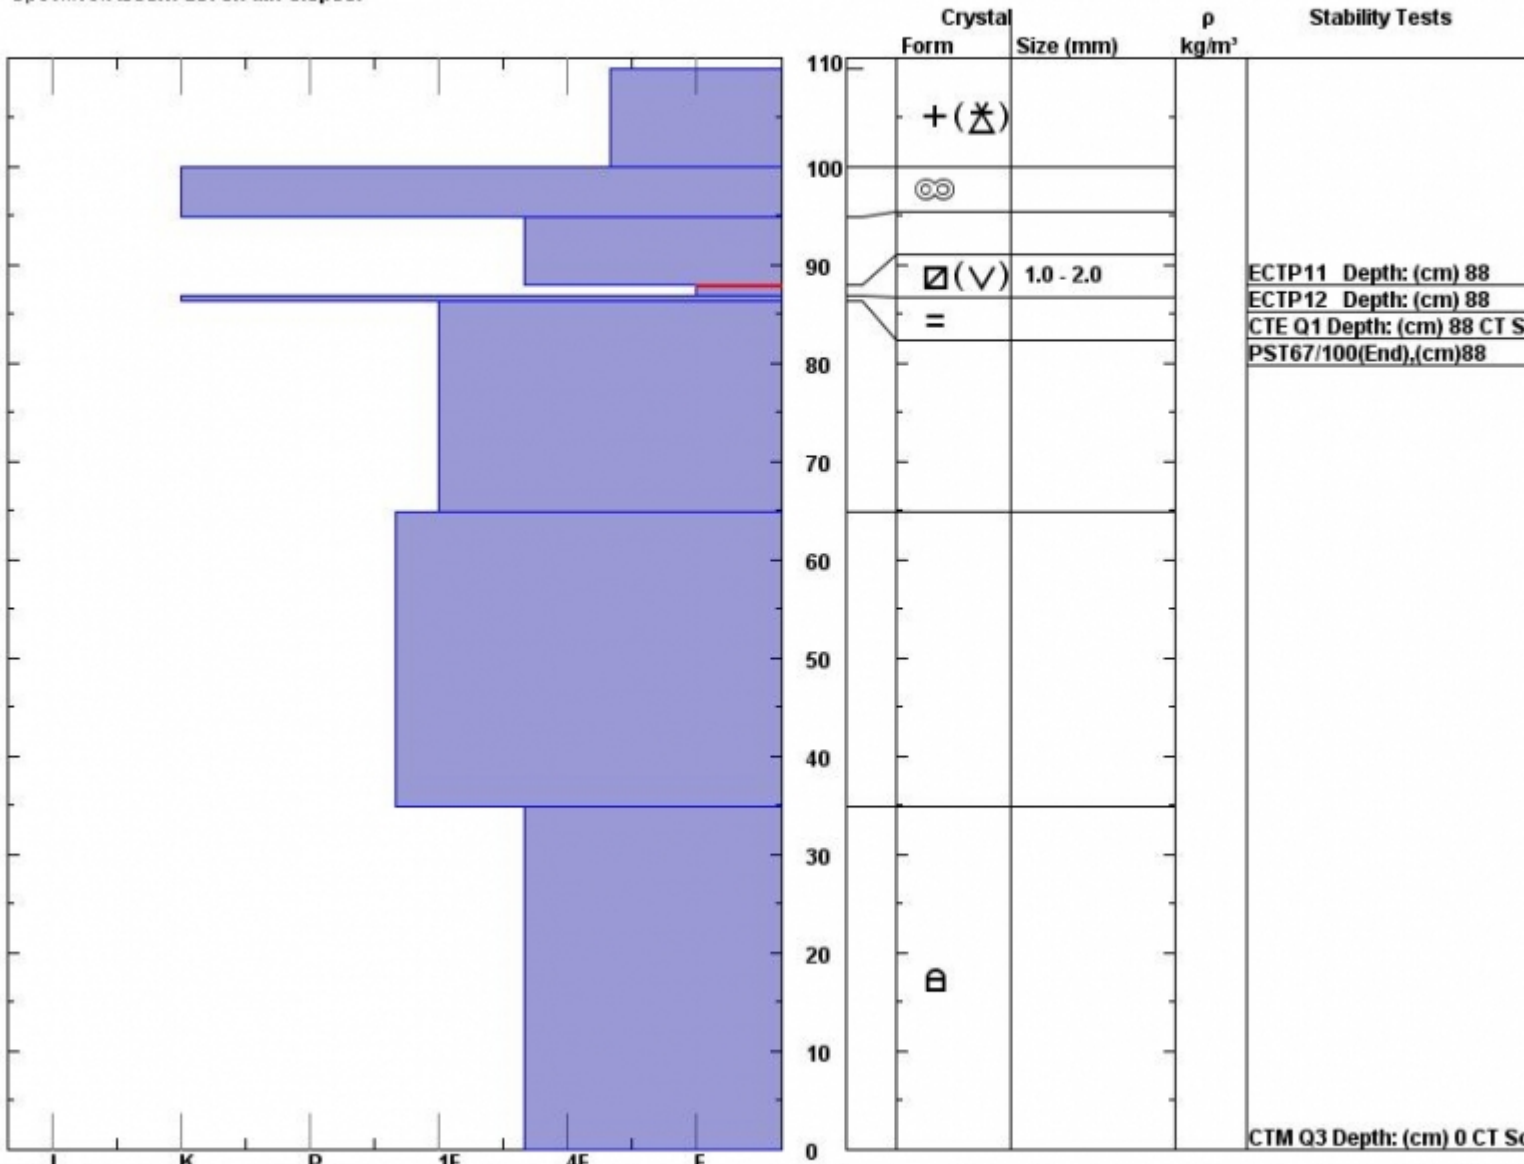 Crystal ρ Stability Tests
Form Size (mm) kg/m³
110
+ (
)
100
90
( ) 1.0 - 2.0
ECTP11 Depth: (cm) 88
ECTP12 Depth: (cm) 88
=
CTE Q1 Depth: (cm) 88 CT S
PST67/100(End),(cm)88
80
70
60
50
40
30
20
10
0
CTM Q3 Depth: (cm) 0 CT Sc
I K P 1F 4F F